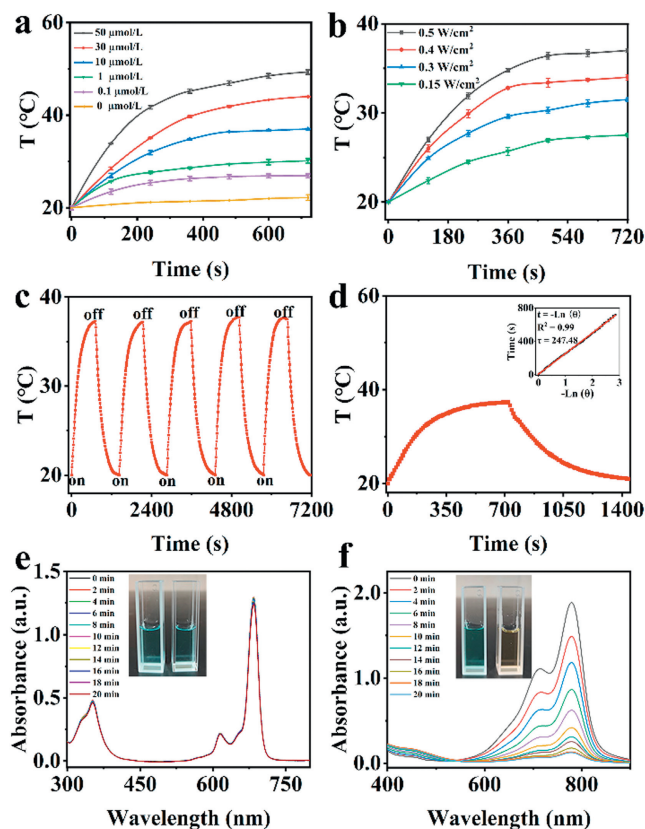 a
50 μmol/L
30 μmol/L
10 μmol/L
1 μmol/L
0.1 μmol/L
0 μmol/L
60
40
20
T (°C)
0 200 400 600
Time (s)
b
0.5 W/cm²
0.4 W/cm²
0.3 W/cm²
0.15 W/cm²
40
30
20
T (°C)
0 180 360 540 720
Time (s)
c
off off off off off
on on on on on
40
30
20
T (°C)
0 2400 4800 7200
Time (s)
d
60
40
20
T (°C)
0 350 700 1050 1400
Time (s)
t = -Ln (θ)
R² = 0.99
τ = 247.48
800
400
0
Time (s)
0 1 2 3
-Ln (θ)
e
0 min
2 min
4 min
6 min
8 min
10 min
12 min
14 min
16 min
18 min
20 min
1.5
1.0
0.5
0.0
Absorbance (a.u.)
300 450 600 750
Wavelength (nm)
f
0 min
2 min
4 min
6 min
8 min
10 min
12 min
14 min
16 min
18 min
20 min
2.0
1.0
0.0
Absorbance (a.u.)
400 600 800
Wavelength (nm)